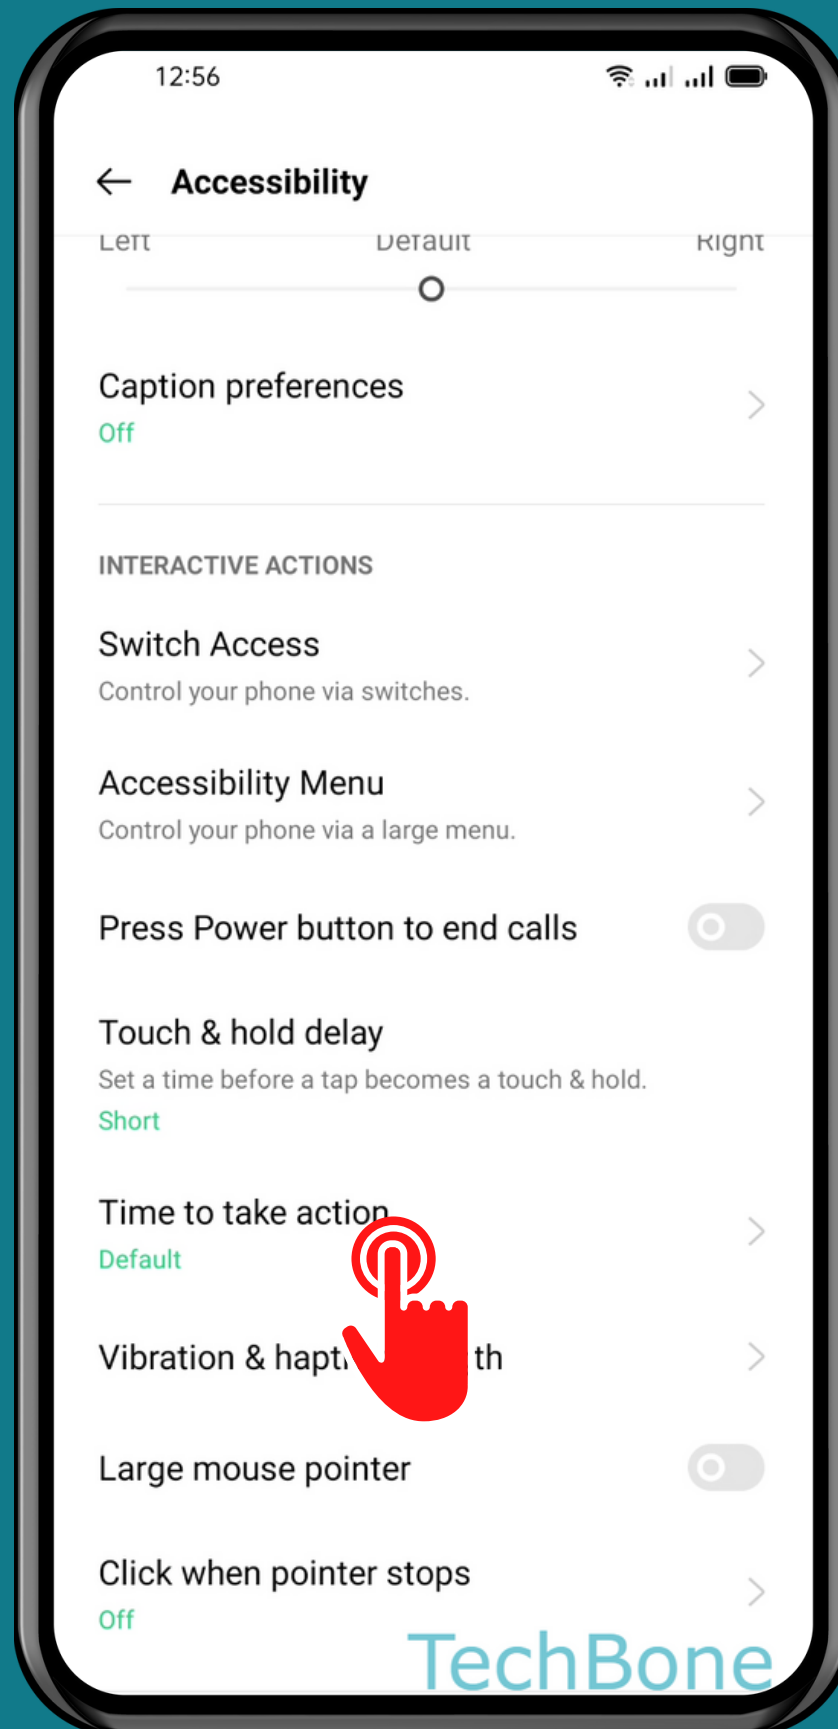 12:56
Accessibility
Left Default Right
Caption preferences
Off
INTERACTIVE ACTIONS
Switch Access
Control your phone via switches.
Accessibility Menu
Control your phone via a large menu.
Press Power button to end calls
Touch & hold delay
Set a time before a tap becomes a touch & hold.
Short
Time to take action
Default
Vibration &
Large mouse pointer
Click when pointer stops
Off
TechBone